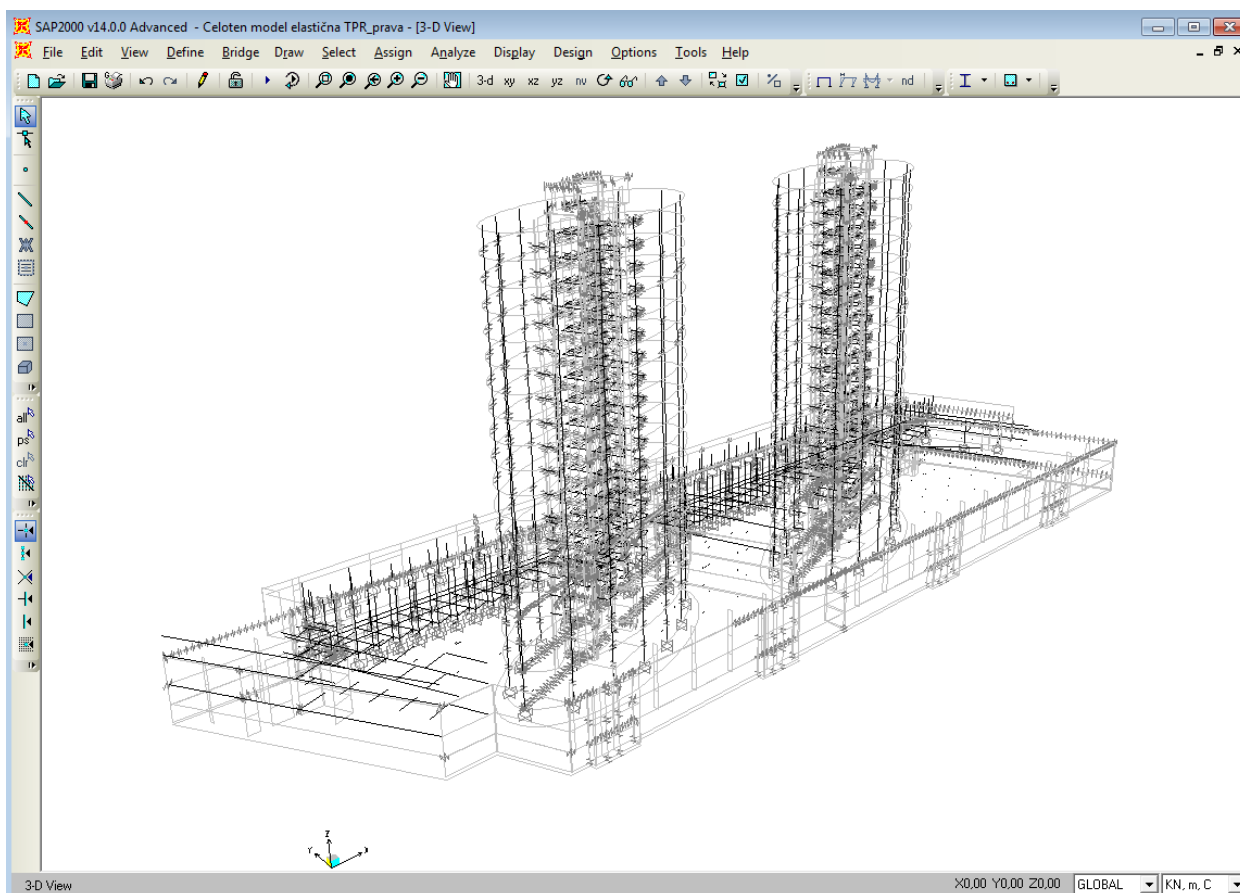 SAP2000 v14.0.0 Advanced - Celoten model elastična TPR_prava - [3-D View]
File Edit View Define Bridge Draw Select Assign Analyze Display Design Options Tools Help
3-d xy xz yz nv nd
all
ps
clr
Z
Y X
3-D View X0,00 Y0,00 Z0,00 GLOBAL KN, m, C